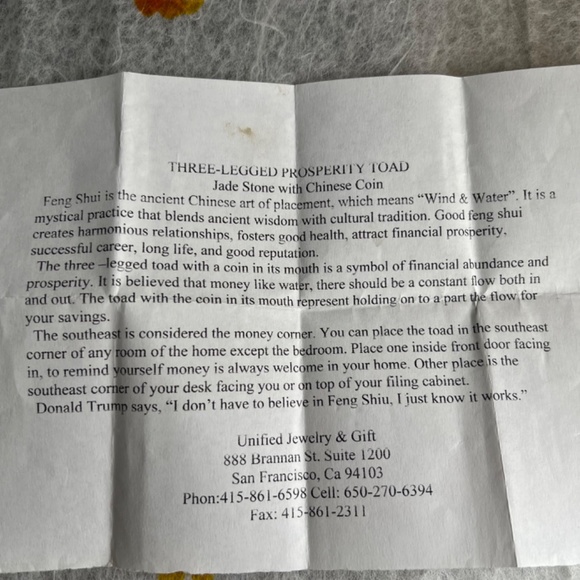 THREE-LEGGED PROSPERITY TOAD
Jade Stone with Chinese Coin
Feng Shui is the ancient Chinese art of placement, which means “Wind & Water”. It is a
mystical practice that blends ancient wisdom with cultural tradition. Good feng shui
creates harmonious relationships, fosters good health, attract financial prosperity,
successful career, long life, and good reputation.
The three –legged toad with a coin in its mouth is a symbol of financial abundance and
prosperity. It is believed that money like water, there should be a constant flow both in
and out. The toad with the coin in its mouth represent holding on to a part the flow for
your savings.
The southeast is considered the money corner. You can place the toad in the southeast
corner of any room of the home except the bedroom. Place one inside front door facing
in, to remind yourself money is always welcome in your home. Other place is the
southeast corner of your desk facing you or on top of your filing cabinet.
Donald Trump says, “I don’t have to believe in Feng Shiu, I just know it works.”
Unified Jewelry & Gift
888 Brannan St. Suite 1200
San Francisco, Ca 94103
Phon:415-861-6598 Cell: 650-270-6394
Fax: 415-861-2311